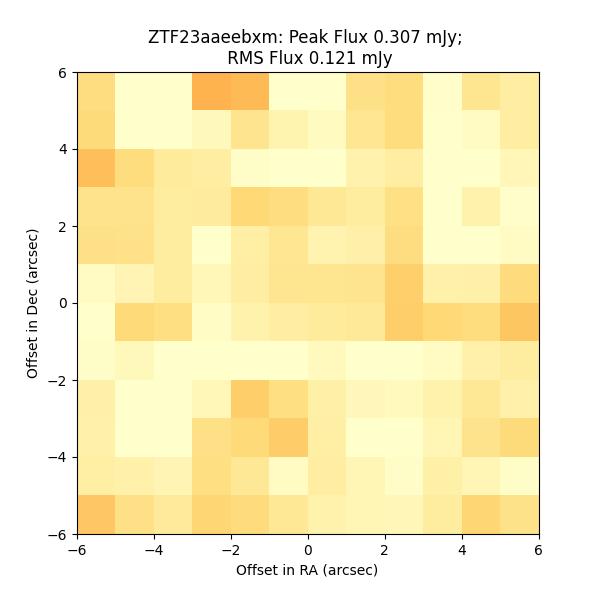 ZTF23aaeebxm: Peak Flux 0.307 mJy;
RMS Flux 0.121 mJy
6
4
2
0
−2
−4
−6
Offset in Dec (arcsec)
−6 −4 −2 0 2 4 6
Offset in RA (arcsec)